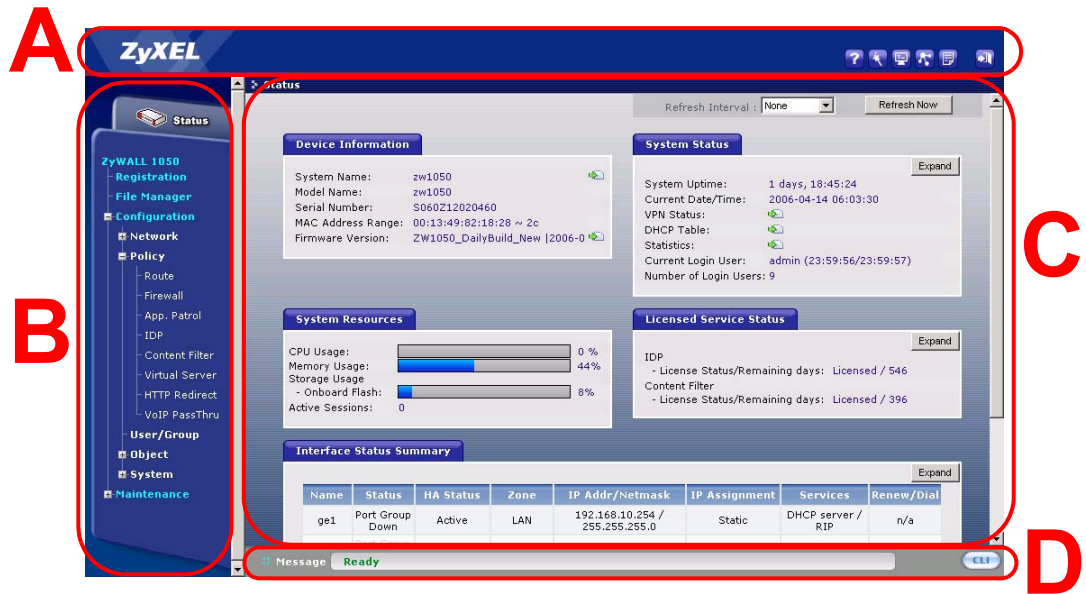 A
ZyXEL
?
B
Status
ZyWALL 1050
Registration
File Manager
Configuration
Network
Policy
Route
Firewall
App. Patrol
IDP
Content Filter
Virtual Server
HTTP Redirect
VoIP PassThru
User/Group
Object
System
Maintenance
C
Status
Refresh Interval : None Refresh Now
Device Information
System Name: zw1050
Model Name: zw1050
Serial Number: S060Z12020460
MAC Address Range: 00:13:49:82:18:28 ~ 2c
Firmware Version: ZW1050_DailyBuild_New |2006-0
System Status
Expand
System Uptime: 1 days, 18:45:24
Current Date/Time: 2006-04-14 06:03:30
VPN Status:
DHCP Table:
Statistics:
Current Login User: admin (23:59:56/23:59:57)
Number of Login Users: 9
System Resources
CPU Usage: 0 %
Memory Usage: 44%
Storage Usage
- Onboard Flash: 8%
Active Sessions: 0
Licensed Service Status
Expand
IDP
- License Status/Remaining days: Licensed / 546
Content Filter
- License Status/Remaining days: Licensed / 396
Interface Status Summary
Expand
Name Status HA Status Zone IP Addr/Netmask IP Assignment Services Renew/Dial
ge1 Port Group Down Active LAN 192.168.10.254 / 255.255.255.0 Static DHCP server / RIP n/a
D
Message Ready
CLI